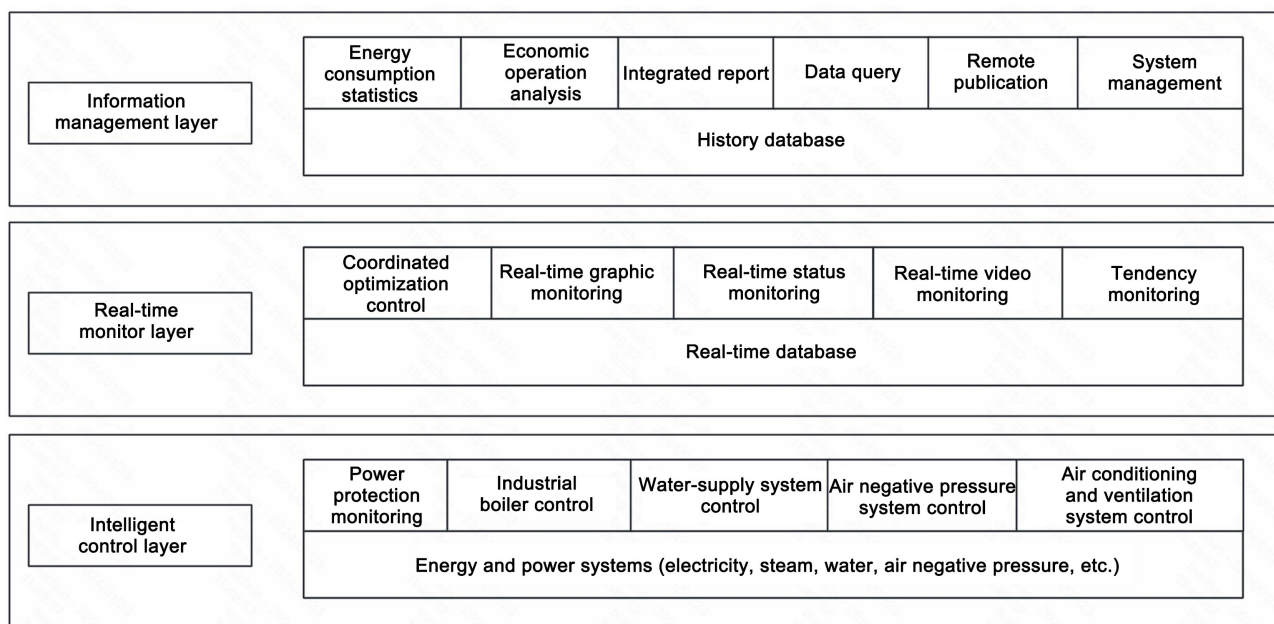 Energy
consumption
statistics
Economic
operation
analysis
Integrated report
Data query
Remote
publication
System
management
Information
management layer
History database
Coordinated
optimization
control
Real-time graphic
monitoring
Real-time status
monitoring
Real-time video
monitoring
Tendency
monitoring
Real-time
monitor layer
Real-time database
Power
protection
monitoring
Industrial
boiler control
Water-supply system
control
Air negative pressure
system control
Air conditioning
and ventilation
system control
Intelligent
control layer
Energy and power systems (electricity, steam, water, air negative pressure, etc.)